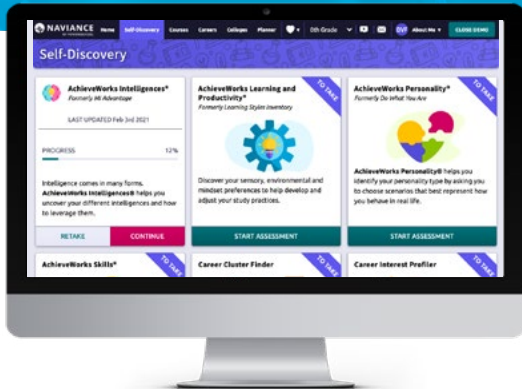 NAVIANCE Home Self-Discovery Courses Careers Colleges Planner 0th Grade DVF About Me CLOSE DEMO
Self-Discovery
AchieveWorks Intelligences®
Formerly MI Advantage
LAST UPDATED Feb 3rd 2021
PROGRESS 12%
Intelligence comes in many forms.
AchieveWorks Intelligences® helps you
uncover your different intelligences and how
to leverage them.
RETAKE CONTINUE
TO TAKE
AchieveWorks Learning and
Productivity®
Formerly Learning Styles Inventory
Discover your sensory, environmental and
mindset preferences to help develop and
adjust your study practices.
START ASSESSMENT
TO TAKE
AchieveWorks Personality®
Formerly Do What You Are
AchieveWorks Personality® helps you
identify your personality type by asking you
to choose scenarios that best represent how
you behave in real life.
START ASSESSMENT
AchieveWorks Skills®
TO TAKE
Career Cluster Finder
TO TAKE
Career Interest Profiler
TO TAKE